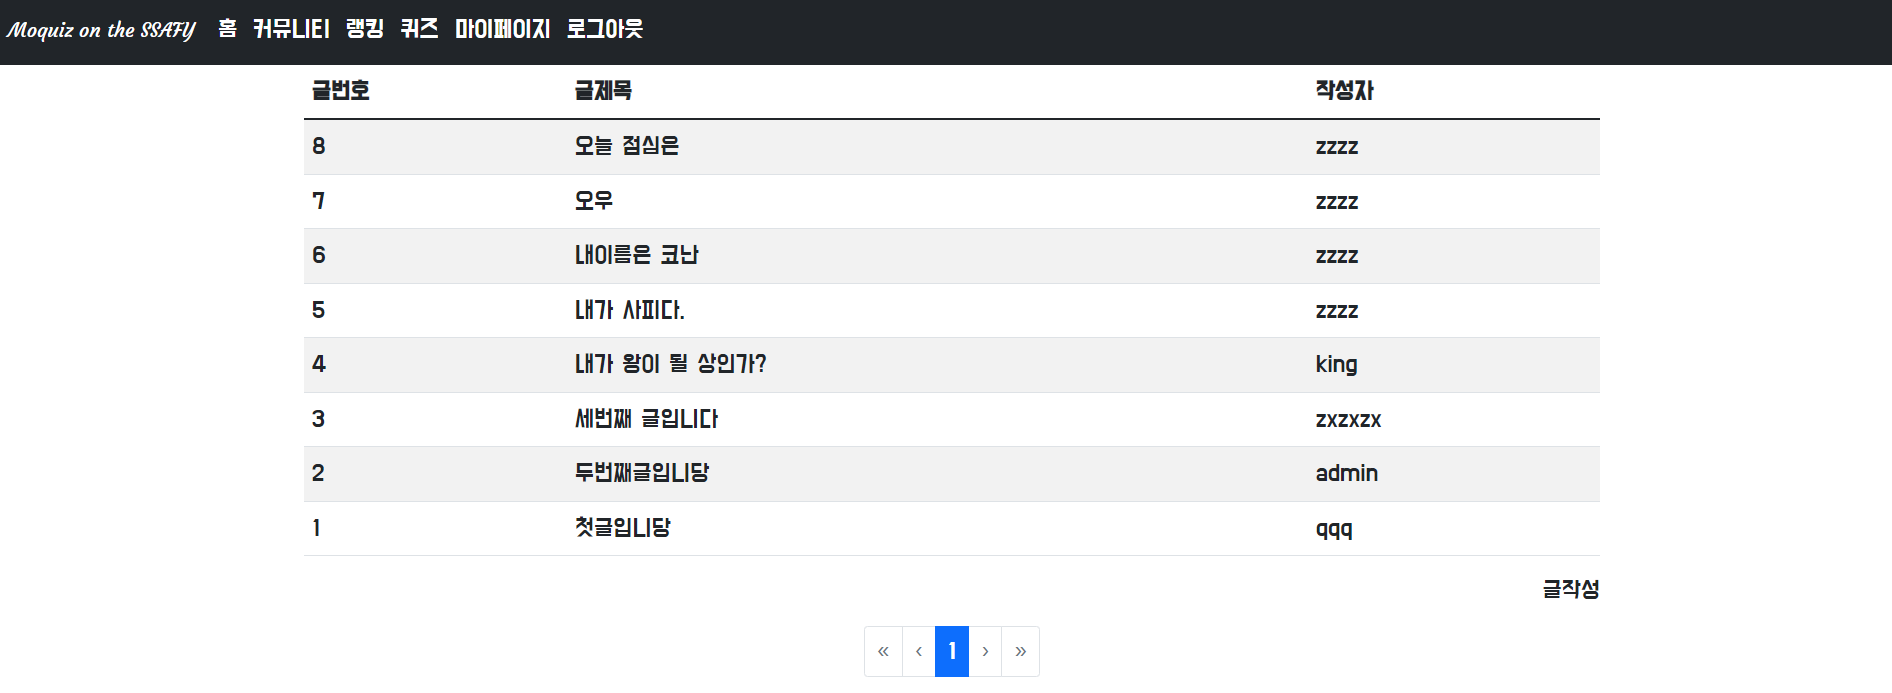 Moquiz on the SSAFY 홈 커뮤니티 랭킹 퀴즈 마이페이지 로그아웃
글번호 글제목 작성자
8 오늘 점심은 zzzz
7 오우 zzzz
6 내이름은 코난 zzzz
5 내가 사피다. zzzz
4 내가 왕이 될 상인가? king
3 세번째 글입니다 zxzxzx
2 두번째글입니당 admin
1 첫글입니당 qqq
글작성
« ‹ 1 › »